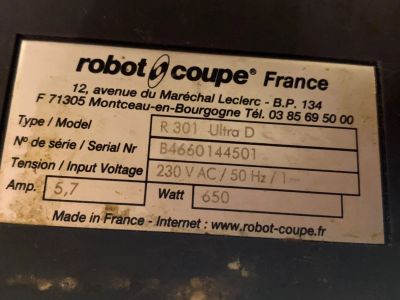 robot coupe® France
12, avenue du Maréchal Leclerc - B.P. 134
F 71305 Montceau-en-Bourgogne Tél. 03 85 69 50 00
Type / Model R 301 Ultra D
N° de série / Serial Nr B4660144501
Tension / Input Voltage 230 V AC / 50 Hz / 1~
Amp. 5,7 Watt 650
Made in France - Internet : www.robot-coupe.fr